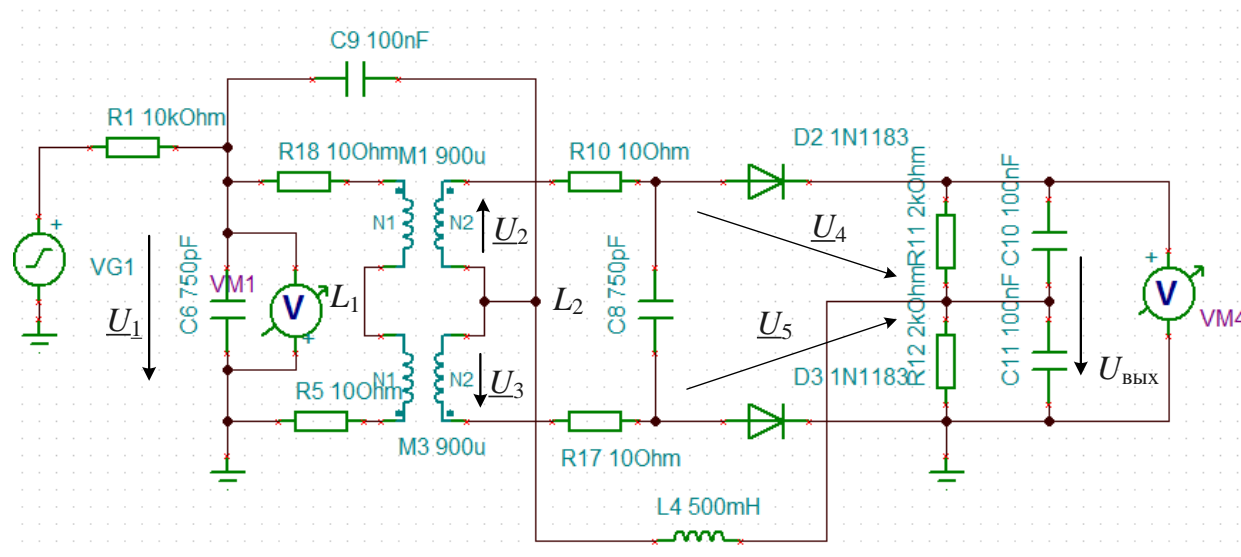 C9 100nF
R1 10kOhm
R18 10Ohm
M1 900u
R10 10Ohm
D2 1N1183
N1
N2
U2
U4
R11 2kOhm
C10 100nF
+
VG1
U1
C6 750pF
VM1
V
+
L1
L2
C8 750pF
U5
R12 2kOhm
C11 100nF
+
V
VM4
Uвых
N1
N2
U3
R5 10Ohm
D3 1N1183
M3 900u
R17 10Ohm
L4 500mH